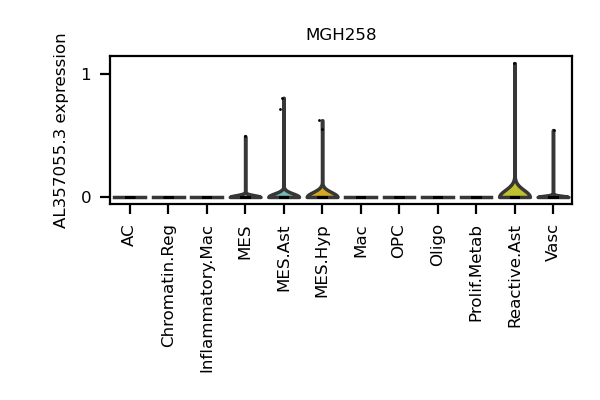 MGH258
AL357055.3 expression
1
0
AC
Chromatin.Reg
Inflammatory.Mac
MES
MES.Ast
MES.Hyp
Mac
OPC
Oligo
Prolif.Metab
Reactive.Ast
Vasc